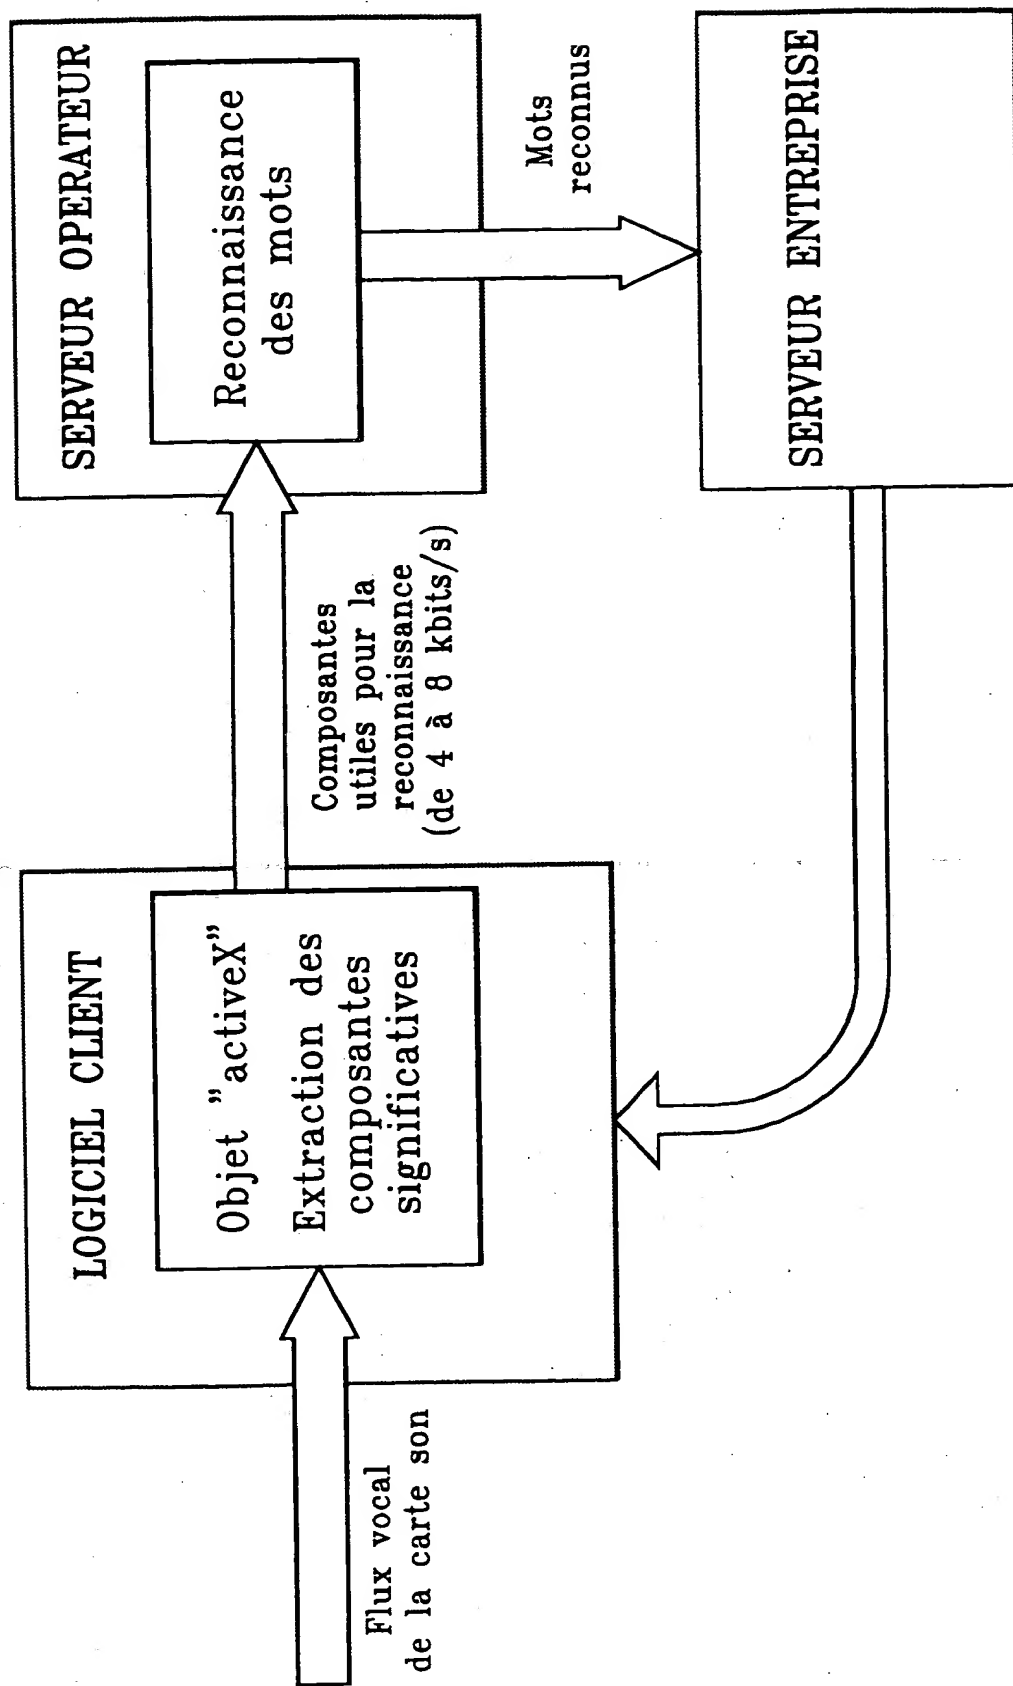 LOGICIEL CLIENT
Objet "activeX"
Extraction des
composantes
significatives
Flux vocal
de la carte son
Composantes
utiles pour la
reconnaissance
(de 4 à 8 kbits/s)
SERVEUR OPERATEUR
Reconnaissance
des mots
Mots
reconnus
SERVEUR ENTREPRISE